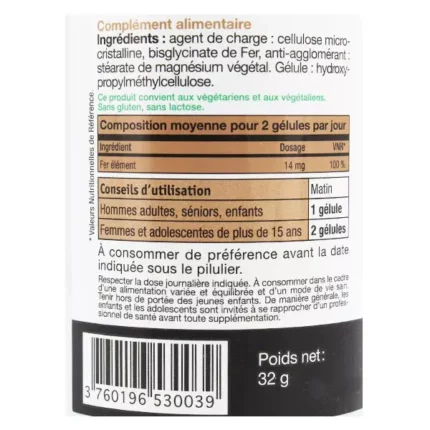 Complément alimentaire
Ingrédients : agent de charge : cellulose micro-
cristalline, bisglycinate de Fer, anti-agglomérant :
stéarate de magnésium végétal. Gélule : hydroxy-
propylméthylcellulose.
Ce produit convient aux végétariens et aux végétaliens.
Sans gluten, sans lactose.
Composition moyenne pour 2 gélules par jour
Ingrédient Dosage VNR*
Fer élément 14 mg 100 %
* Valeurs Nutritionnelles de Référence.
Conseils d'utilisation Matin
Hommes adultes, séniors, enfants 1 gélule
Femmes et adolescentes de plus de 15 ans 2 gélules
À consommer de préférence avant la date
indiquée sous le pilulier.
Respecter la dose journalière indiquée. À consommer dans le cadre
d'une alimentation variée et équilibrée et d'un mode de vie sain.
Tenir hors de portée des jeunes enfants. De manière générale, les
enfants et les adolescents sont invités à se rapprocher d'un profes-
sionnel de santé avant toute supplémentation.
Poids net:
32 g
3 760196 530039